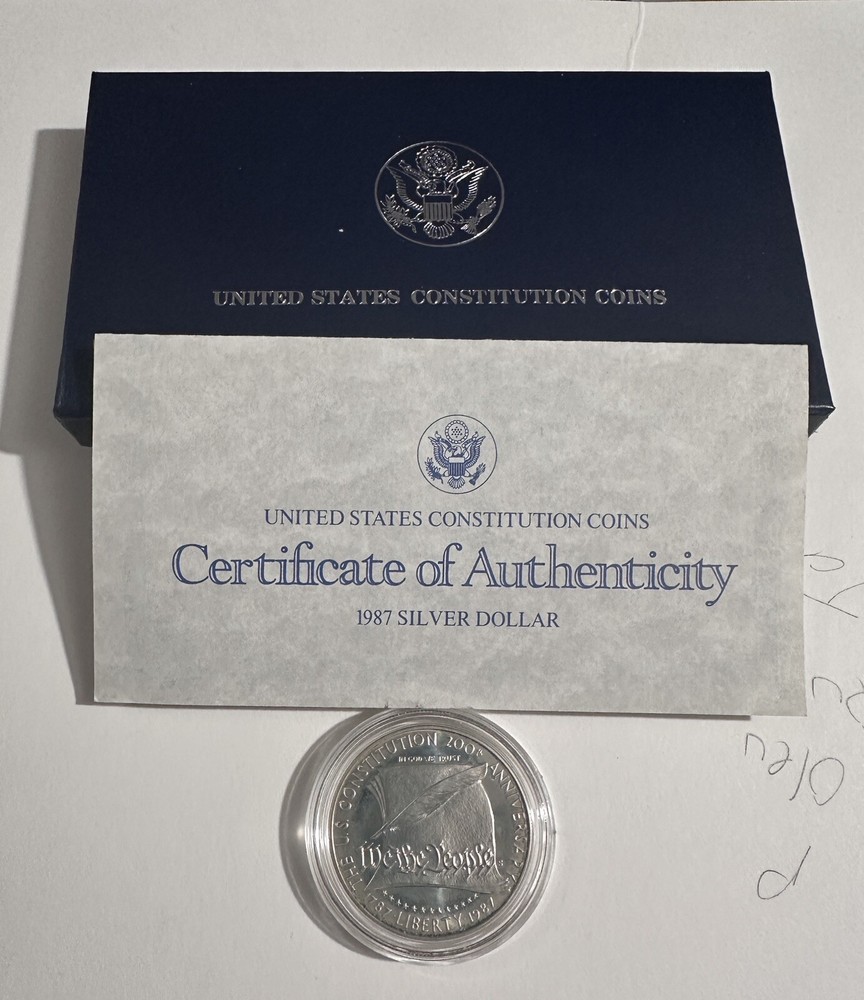 UNITED STATES CONSTITUTION COINS
UNITED STATES CONSTITUTION COINS
Certificate of Authenticity
1987 SILVER DOLLAR
THE U.S. CONSTITUTION 200th ANNIVERSARY
IN GOD WE TRUST
We the People
S
1787 LIBERTY 1987